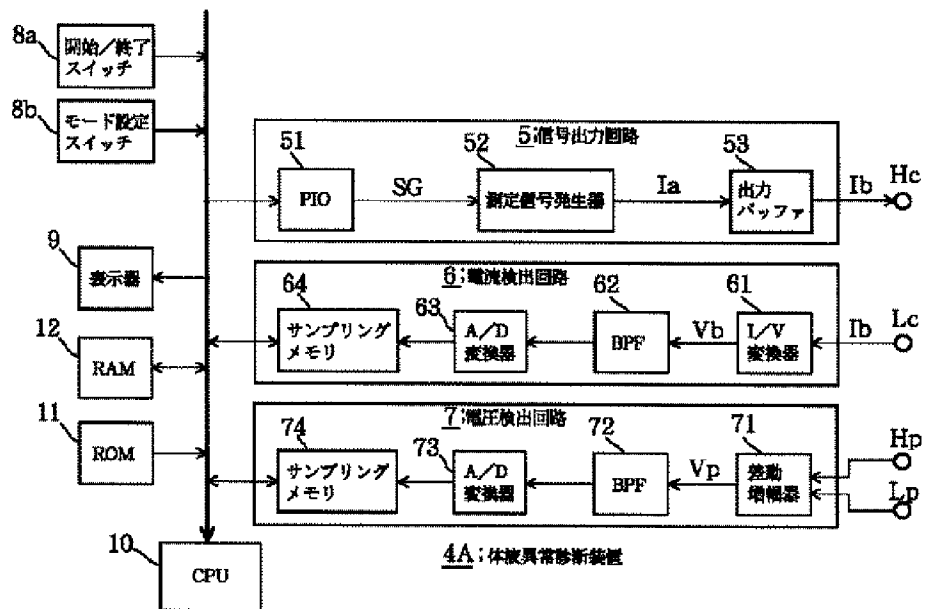 8a
開始／終了
スイッチ
8b
モード設定
スイッチ
5;信号出力回路
51
PIO
SG
52
測定信号発生器
Ia
53
出力
バッファ
Ib
Hc
9
表示器
12
RAM
11
ROM
10
CPU
6;電流検出回路
64
サンプリング
メモリ
63
A／D
変換器
62
BPF
Vb
61
I／V
変換器
Ib
Lc
7;電圧検出回路
74
サンプリング
メモリ
73
A／D
変換器
72
BPF
Vp
71
差動
増幅器
Hp
Lp
4A;体液異常診断装置